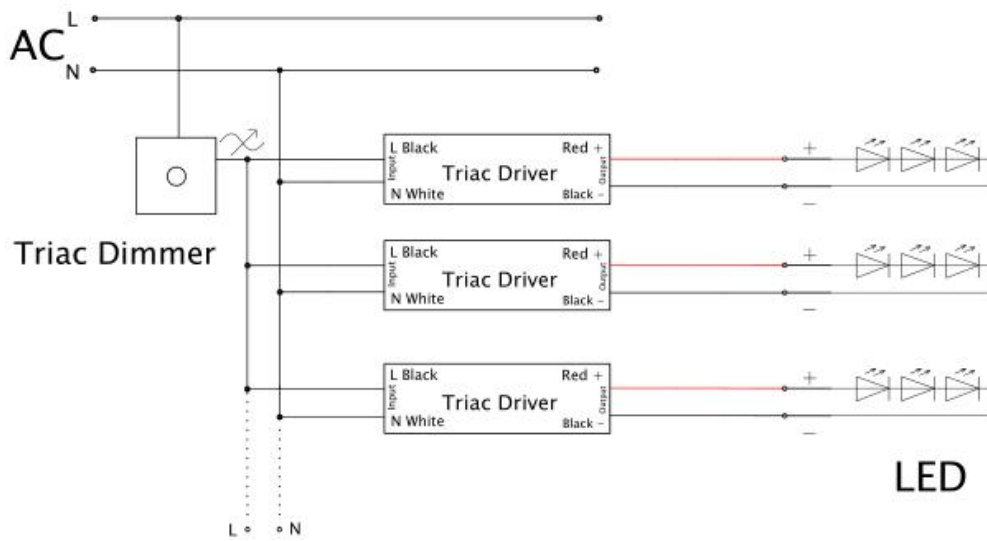 L
AC
N
L Black
Red +
Input
Triac Driver
Output
N White
Black -
+
−
Triac Dimmer
L Black
Red +
Input
Triac Driver
Output
N White
Black -
+
−
L Black
Red +
Input
Triac Driver
Output
N White
Black -
+
−
LED
L
N